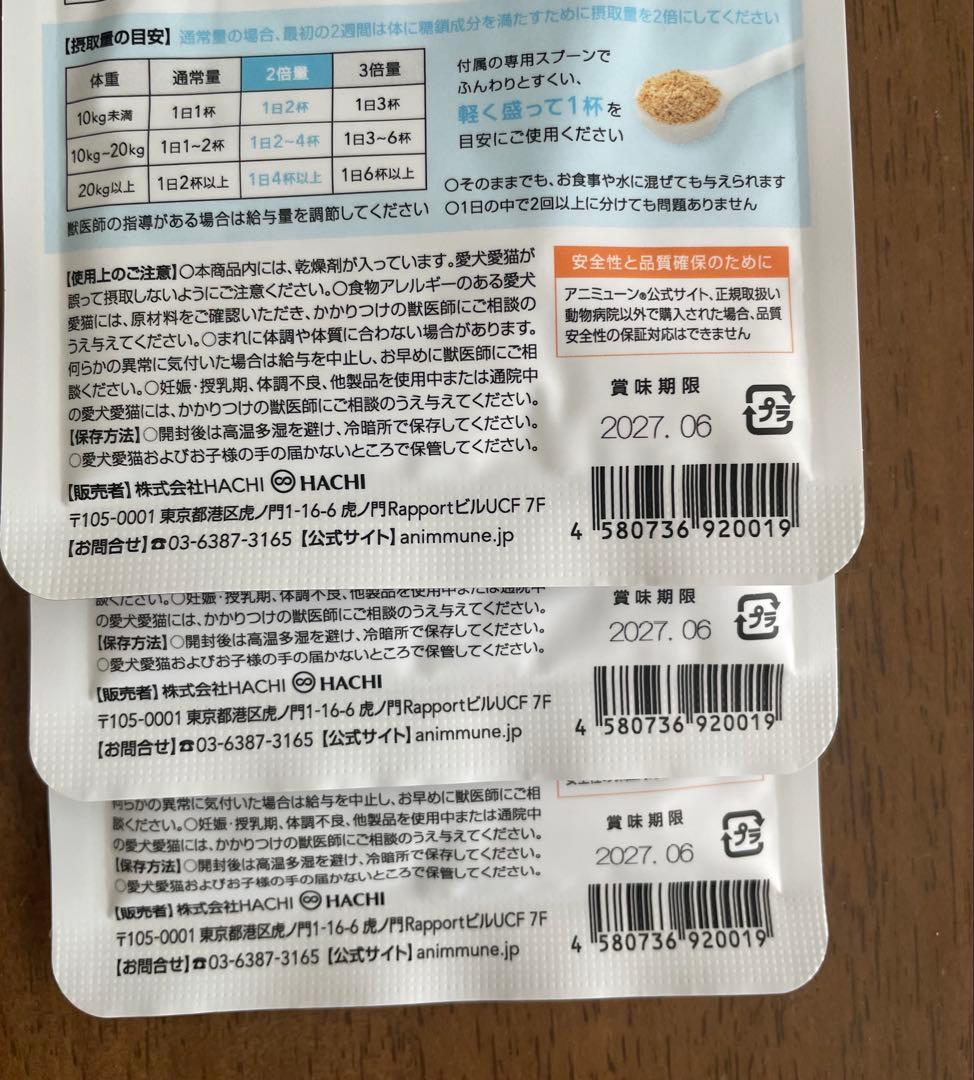 【摂取量の目安】通常量の場合、最初の2週間は体に糖鎖成分を満たすために摂取量を2倍にしてください
体重 通常量 2倍量 3倍量
10kg未満 1日1杯 1日2杯 1日3杯
10kg~20kg 1日1~2杯 1日2~4杯 1日3~6杯
20kg以上 1日2杯以上 1日4杯以上 1日6杯以上
獣医師の指導がある場合は給与量を調節してください
付属の専用スプーンで
ふんわりとすくい、
軽く盛って1杯を
目安にご使用ください
○そのままでも、お食事や水に混ぜても与えられます
○1日の中で2回以上に分けても問題ありません
【使用上のご注意】○本商品内には、乾燥剤が入っています。愛犬愛猫が
誤って摂取しないようにご注意ください。○食物アレルギーのある愛犬
愛猫には、原材料をご確認いただき、かかりつけの獣医師にご相談の
うえ与えてください。○まれに体調や体質に合わない場合があります。
何らかの異常に気付いた場合は給与を中止し、お早めに獣医師にご相
談ください。○妊娠・授乳期、体調不良、他製品を使用中または通院中
の愛犬愛猫には、かかりつけの獣医師にご相談のうえ与えてください。
【保存方法】○開封後は高温多湿を避け、冷暗所で保存してください。
○愛犬愛猫およびお子様の手の届かないところで保管してください。
【販売者】株式会社HACHI HACHI
〒105-0001 東京都港区虎ノ門1-16-6 虎ノ門RapportビルUCF 7F
【お問合せ】☎03-6387-3165【公式サイト】animmune.jp
安全性と品質確保のために
アニミューン®公式サイト、正規取扱い
動物病院以外で購入された場合、品質
安全性の保証対応はできません
賞味期限
2027.06
プラ
4 580736 920019
談ください。○妊娠・授乳期、体調不良、他製品を使用中または通院中
の愛犬愛猫には、かかりつけの獣医師にご相談のうえ与えてください。
【保存方法】○開封後は高温多湿を避け、冷暗所で保存してください。
○愛犬愛猫およびお子様の手の届かないところで保管してください。
【販売者】株式会社HACHI HACHI
〒105-0001 東京都港区虎ノ門1-16-6 虎ノ門RapportビルUCF 7F
【お問合せ】☎03-6387-3165【公式サイト】animmune.jp
賞味期限
2027.06
プラ
4 580736 920019
何らかの異常に気付いた場合は給与を中止し、お早めに獣医師にご相
談ください。○妊娠・授乳期、体調不良、他製品を使用中または通院中
の愛犬愛猫には、かかりつけの獣医師にご相談のうえ与えてください。
【保存方法】○開封後は高温多湿を避け、冷暗所で保存してください。
○愛犬愛猫およびお子様の手の届かないところで保管してください。
【販売者】株式会社HACHI HACHI
〒105-0001 東京都港区虎ノ門1-16-6 虎ノ門RapportビルUCF 7F
【お問合せ】☎03-6387-3165【公式サイト】animmune.jp
賞味期限
2027.06
プラ
4 580736 920019